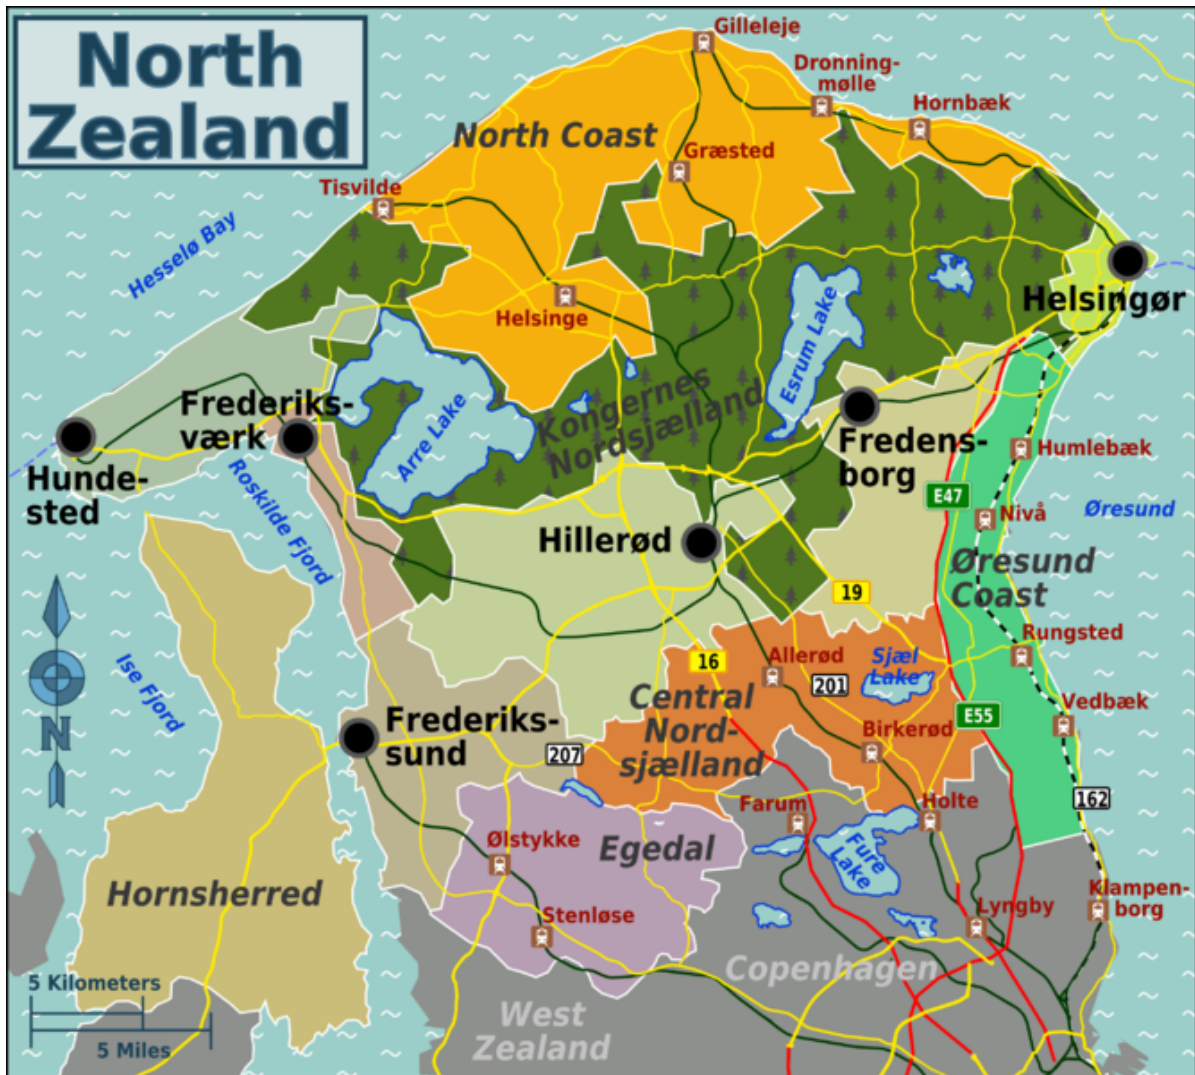 North
Zealand
Gilleleje
Dronning-
mølle
Hornbæk
North Coast
Græsted
Tisvilde
Hesselø Bay
Helsinge
Helsingør
Esrum Lake
Kongernes
Nordsjælland
Arre Lake
Frederiks-
værk
Hunde-
sted
Fredens-
borg
Humlebæk
E47
Nivå
Øresund
Roskilde Fjord
Hillerød
Øresund
Coast
19
Rungsted
16
Allerød
Sjæl
Lake
201
Ise Fjord
N
Central
Nord-
sjælland
Frederiks-
sund
E55
Vedbæk
Birkerød
207
162
Farum
Holte
Ølstykke
Egedal
Fure
Lake
Hornsherred
Klampen-
borg
Stenløse
Lyngby
Copenhagen
5 Kilometers
5 Miles
West
Zealand